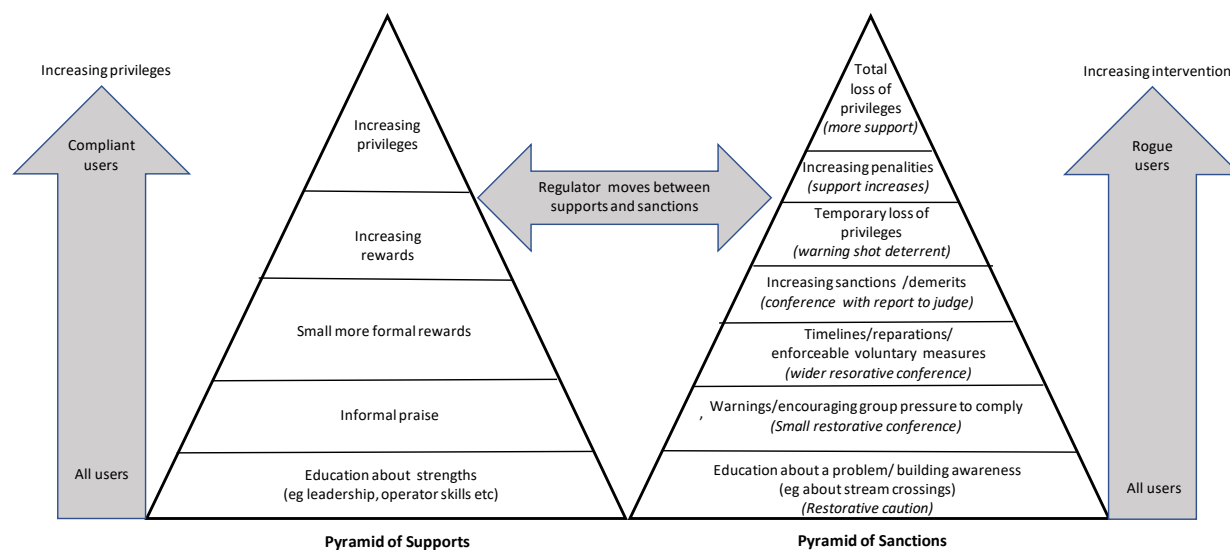 Increasing privileges
Compliant
users
All users
Increasing
privileges
Increasing
rewards
Small more formal rewards
Informal praise
Education about strengths
(eg leadership, operator skills etc)
Pyramid of Supports
Regulator moves between
supports and sanctions
Total
loss of
privileges
(more support)
Increasing penalities
(support increases)
Temporary loss of
privileges
(warning shot deterrent)
Increasing sanctions /demerits
(conference with report to judge)
Timelines/reparations/
enforceable voluntary measures
(wider resorative conference)
, Warnings/encouraging group pressure to comply
(Small restorative conference)
Education about a problem/ building awareness
(eg about stream crossings)
(Restorative caution)
Pyramid of Sanctions
Increasing intervention
Rogue
users
All users